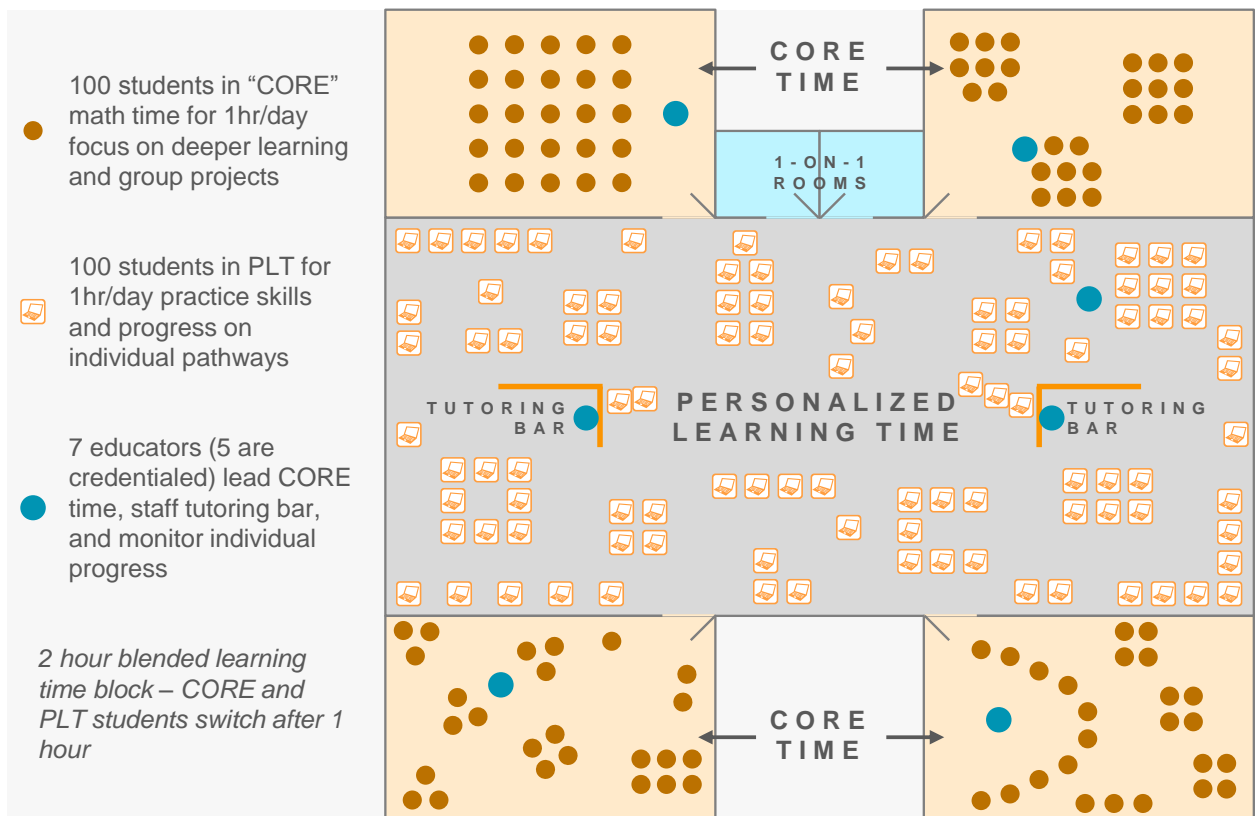 100 students in “CORE”
math time for 1hr/day
focus on deeper learning
and group projects
100 students in PLT for
1hr/day practice skills
and progress on
individual pathways
7 educators (5 are
credentialed) lead CORE
time, staff tutoring bar,
and monitor individual
progress
2 hour blended learning
time block – CORE and
PLT students switch after 1
hour
CORE
TIME
1-ON-1
ROOMS
TUTORING
BAR
PERSONALIZED
LEARNING TIME
TUTORING
BAR
CORE
TIME